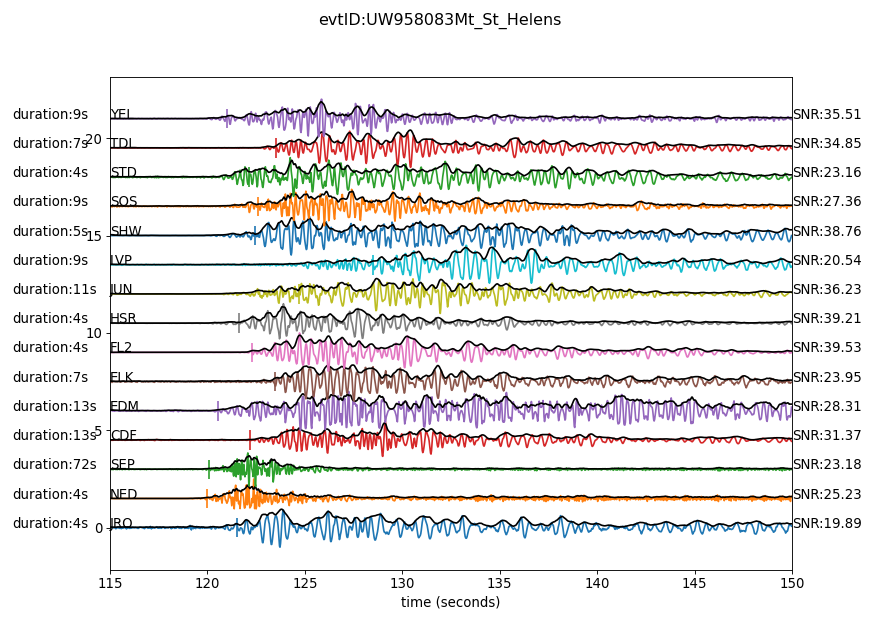 evtID:UW958083Mt_St_Helens
duration:9s YEL SNR:35.51
20
duration:7s TDL SNR:34.85
duration:4s STD SNR:23.16
duration:9s SOS SNR:27.36
duration:5s SHW SNR:38.76
15
duration:9s LVP SNR:20.54
duration:11s JUN SNR:36.23
duration:4s HSR SNR:39.21
10
duration:4s FL2 SNR:39.53
duration:7s ELK SNR:23.95
duration:13s EDM SNR:28.31
5
duration:13s CDF SNR:31.37
duration:72s SEP SNR:23.18
duration:4s NED SNR:25.23
duration:4s JRO SNR:19.89
0
115 120 125 130 135 140 145 150
time (seconds)